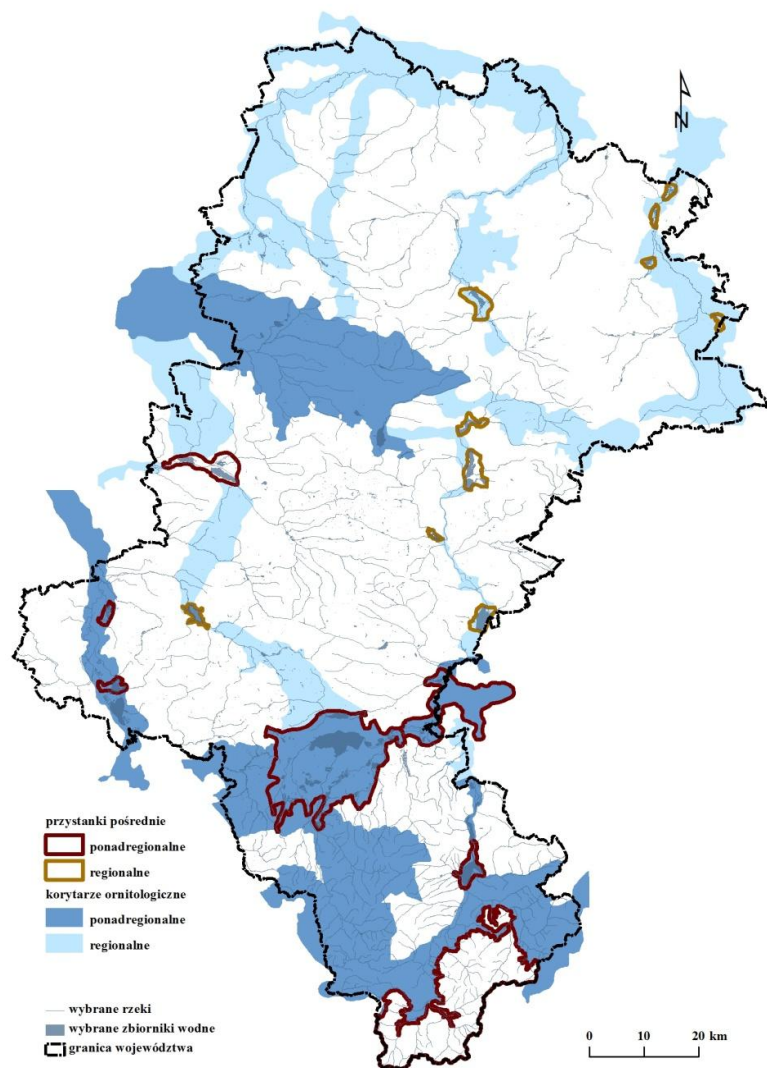 N
przystanki pośrednie
ponadregionalne
regionalne
korytarze ornitologiczne
ponadregionalne
regionalne
wybrane rzeki
wybrane zbiorniki wodne
granica województwa
0 10 20 km